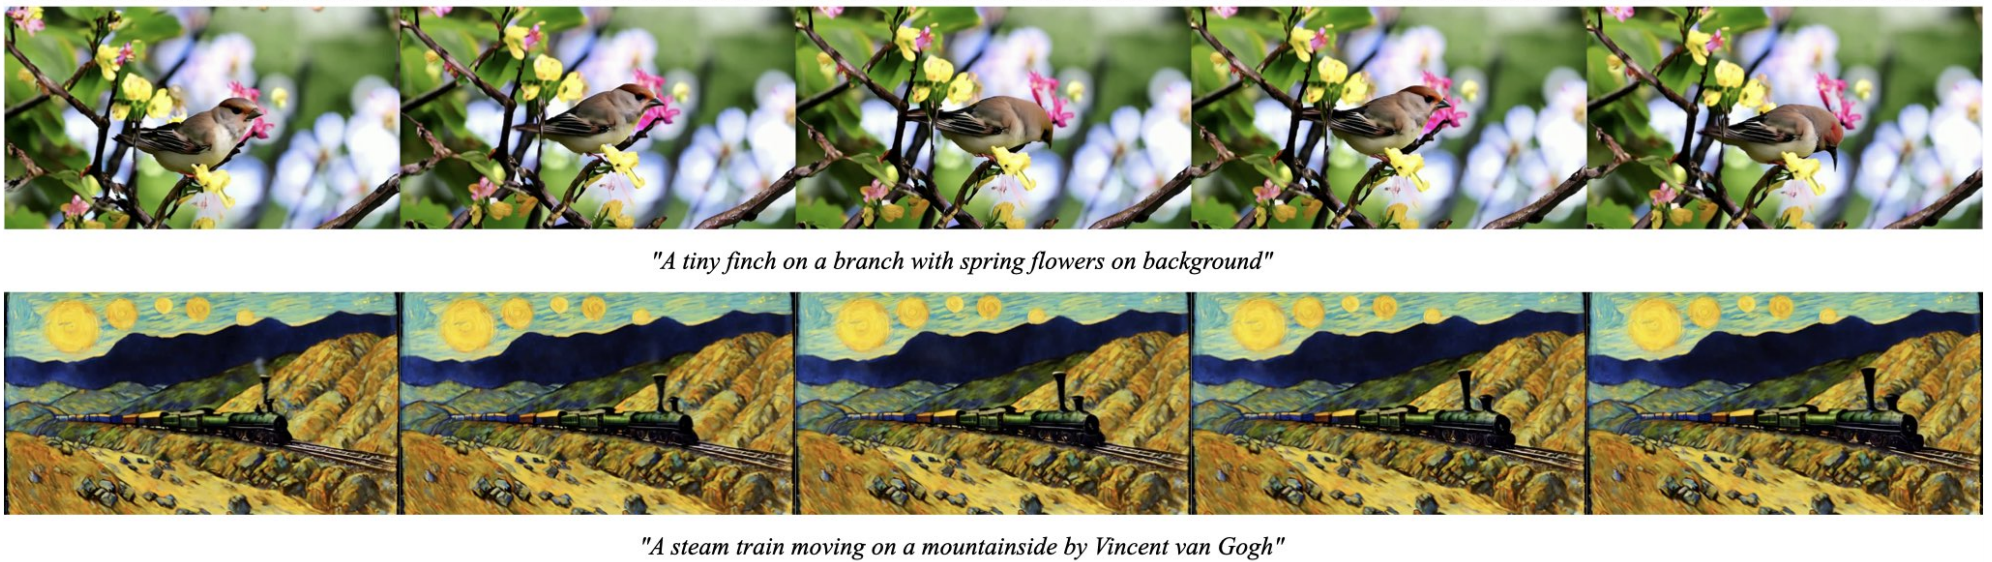 "A tiny finch on a branch with spring flowers on background"
"A steam train moving on a mountainside by Vincent van Gogh"